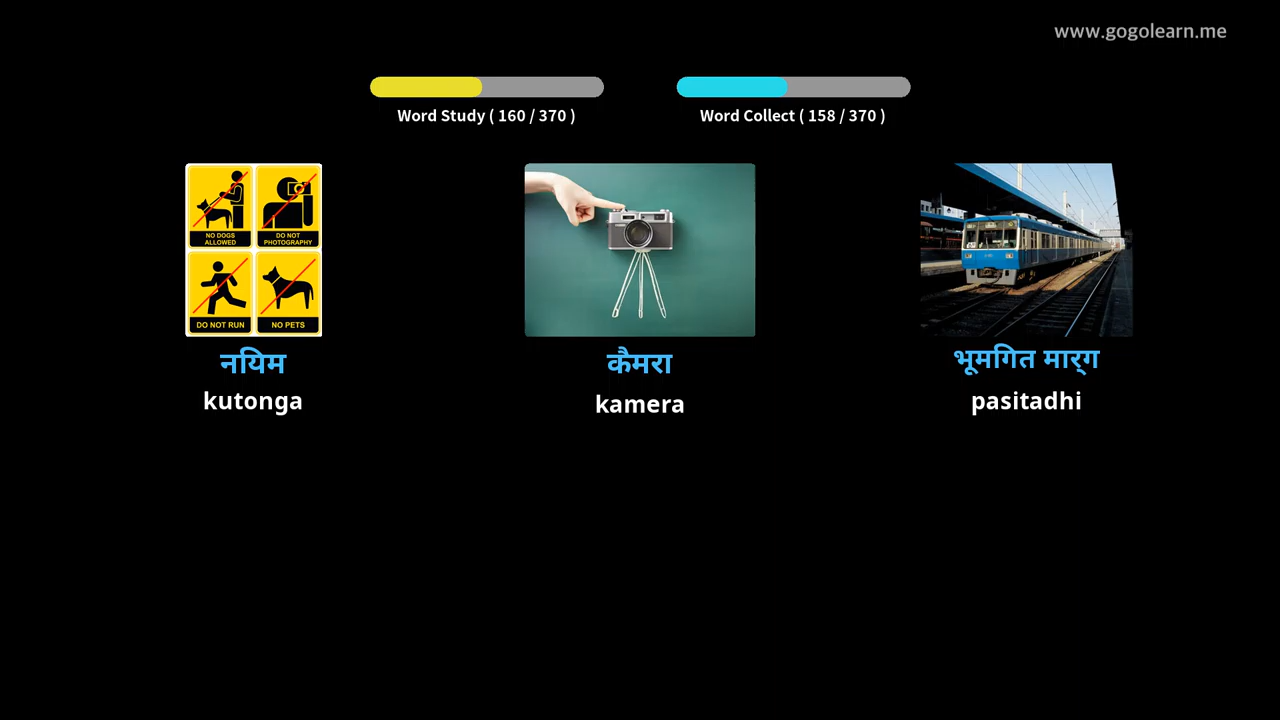 www.gogolearn.me
Word Study ( 160 / 370 )
Word Collect ( 158 / 370 )
NO DOGS
ALLOWED
DO NOT
PHOTOGRAPHY
DO NOT RUN
NO PETS
नयिम
कैमरा
भूमगित मार्ग
kutonga
kamera
pasitadhi